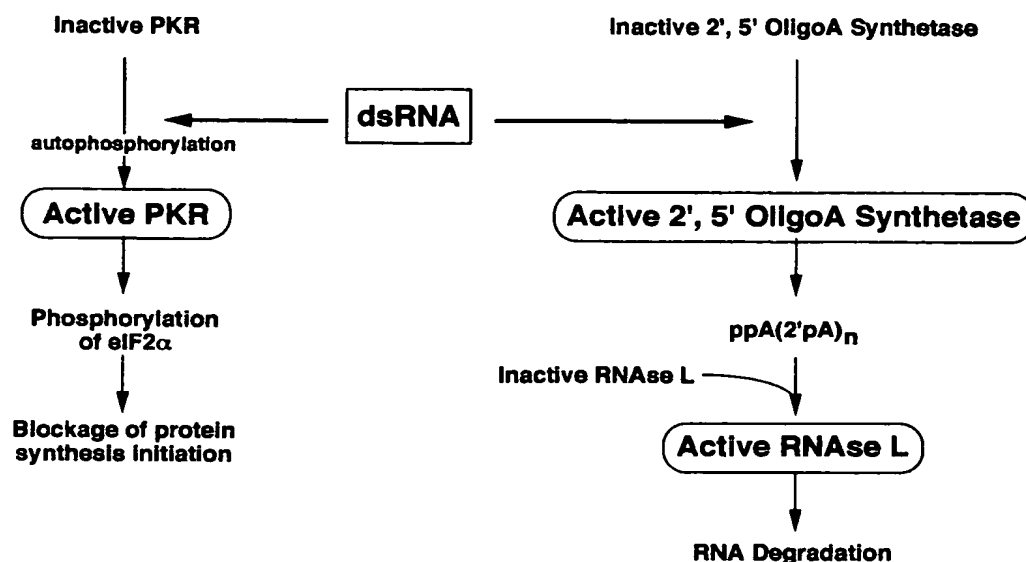 Inactive PKR
Inactive 2', 5' OligoA Synthetase
dsRNA
autophosphorylation
Active PKR
Active 2', 5' OligoA Synthetase
Phosphorylation
of eIF2α
ppA(2'pA)n
Inactive RNAse L
Blockage of protein
synthesis initiation
Active RNAse L
RNA Degradation